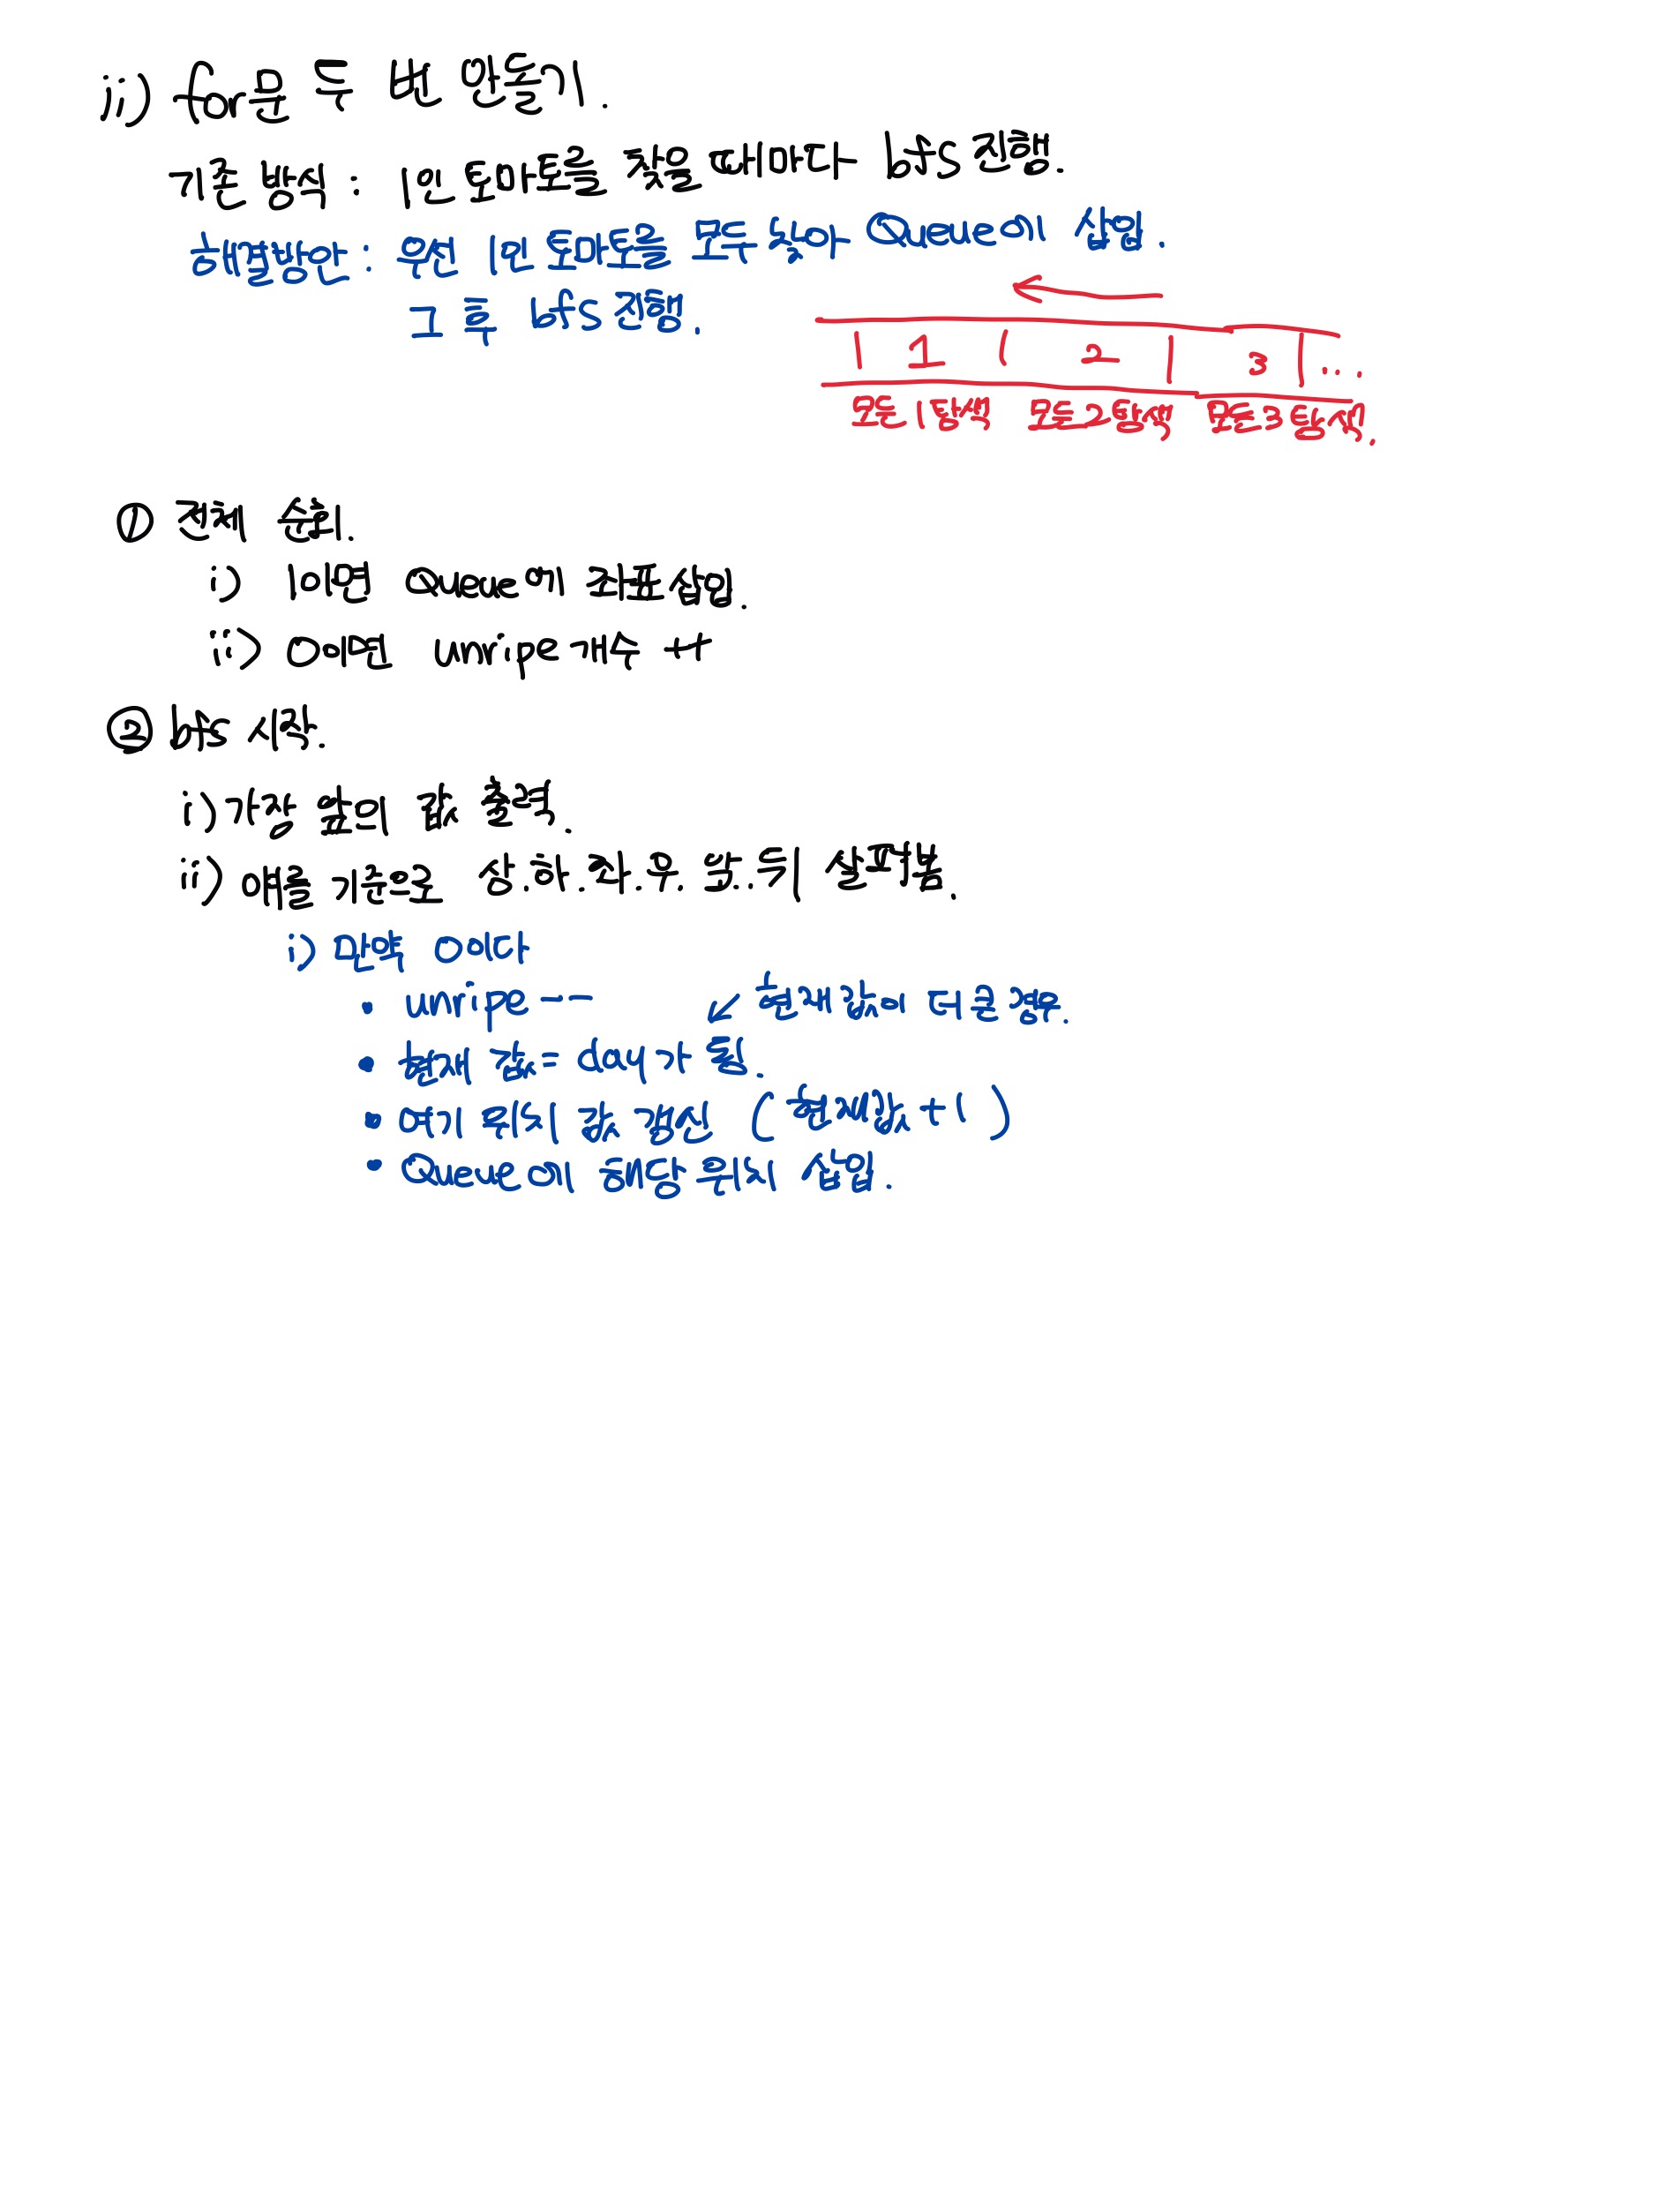 ii) for문 두 번 만들기.
기존 방식 : 1인 토마토를 찾을 때마다 bfs 진행.
해결방안 : 우선 1인 토마토를 모두 찾아 Queue에 삽입.
그 후 bfs 진행.
1 2 3 ...
모든 1 탐색 모든 2 탐색 모든 3 탐색.
① 전체 순회.
i) 1이면 Queue에 좌표 삽입.
ii) 0이면 unripe 개수 ++
② bfs 시작.
i) 가장 앞의 값 출력.
ii) 얘를 기준으로 상.하.좌.우.앞.뒤 살펴봄.
i) 만약 0이다
• unripe --
↙ 현재 값이 더 큰 경우.
• 현재 값 = day가 됨.
• 여기 위치 값 갱신 (현재값 +1)
• Queue에 해당 위치 삽입.